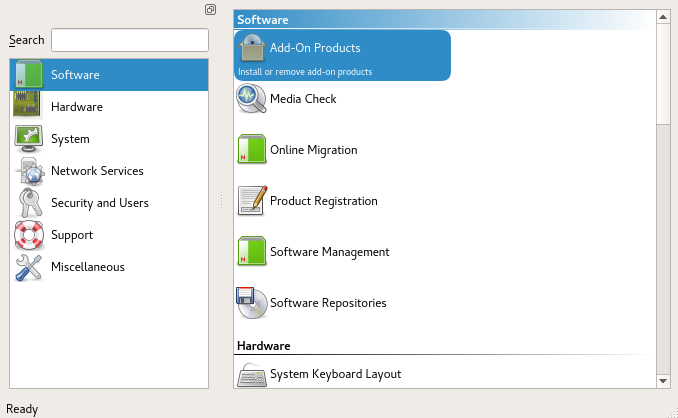 Search
Software
Hardware
System
Network Services
Security and Users
Support
Miscellaneous
Software
Add-On Products
Install or remove add-on products
Media Check
Online Migration
Product Registration
Software Management
Software Repositories
Hardware
System Keyboard Layout
Ready